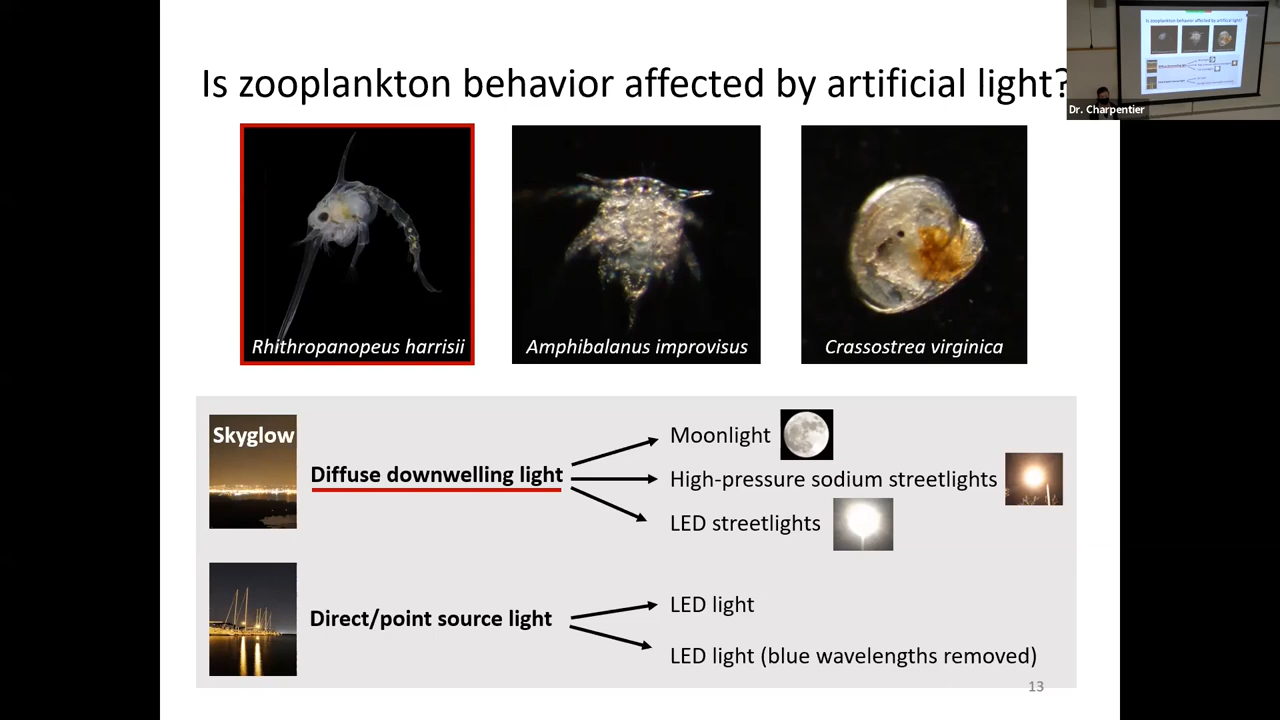 Is zooplankton behavior affected by artificial light?
Dr. Charpentier
Rhithropanopeus harrisii
Amphibalanus improvisus
Crassostrea virginica
Skyglow
Diffuse downwelling light
Moonlight
High-pressure sodium streetlights
LED streetlights
Direct/point source light
LED light
LED light (blue wavelengths removed)
13